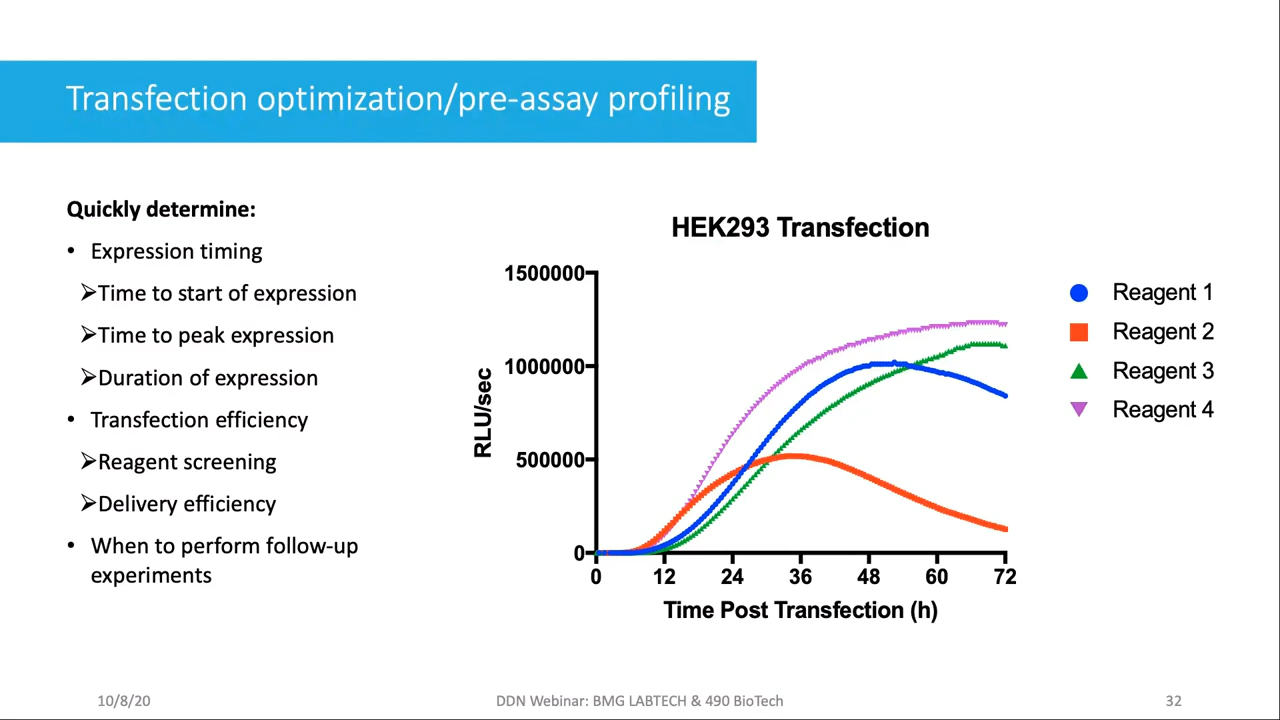 Transfection optimization/pre-assay profiling
Quickly determine:
• Expression timing
➢Time to start of expression
➢Time to peak expression
➢Duration of expression
• Transfection efficiency
➢Reagent screening
➢Delivery efficiency
• When to perform follow-up
experiments
HEK293 Transfection
1500000
1000000
500000
0
RLU/sec
0 12 24 36 48 60 72
Time Post Transfection (h)
Reagent 1
Reagent 2
Reagent 3
Reagent 4
10/8/20
DDN Webinar: BMG LABTECH & 490 BioTech
32